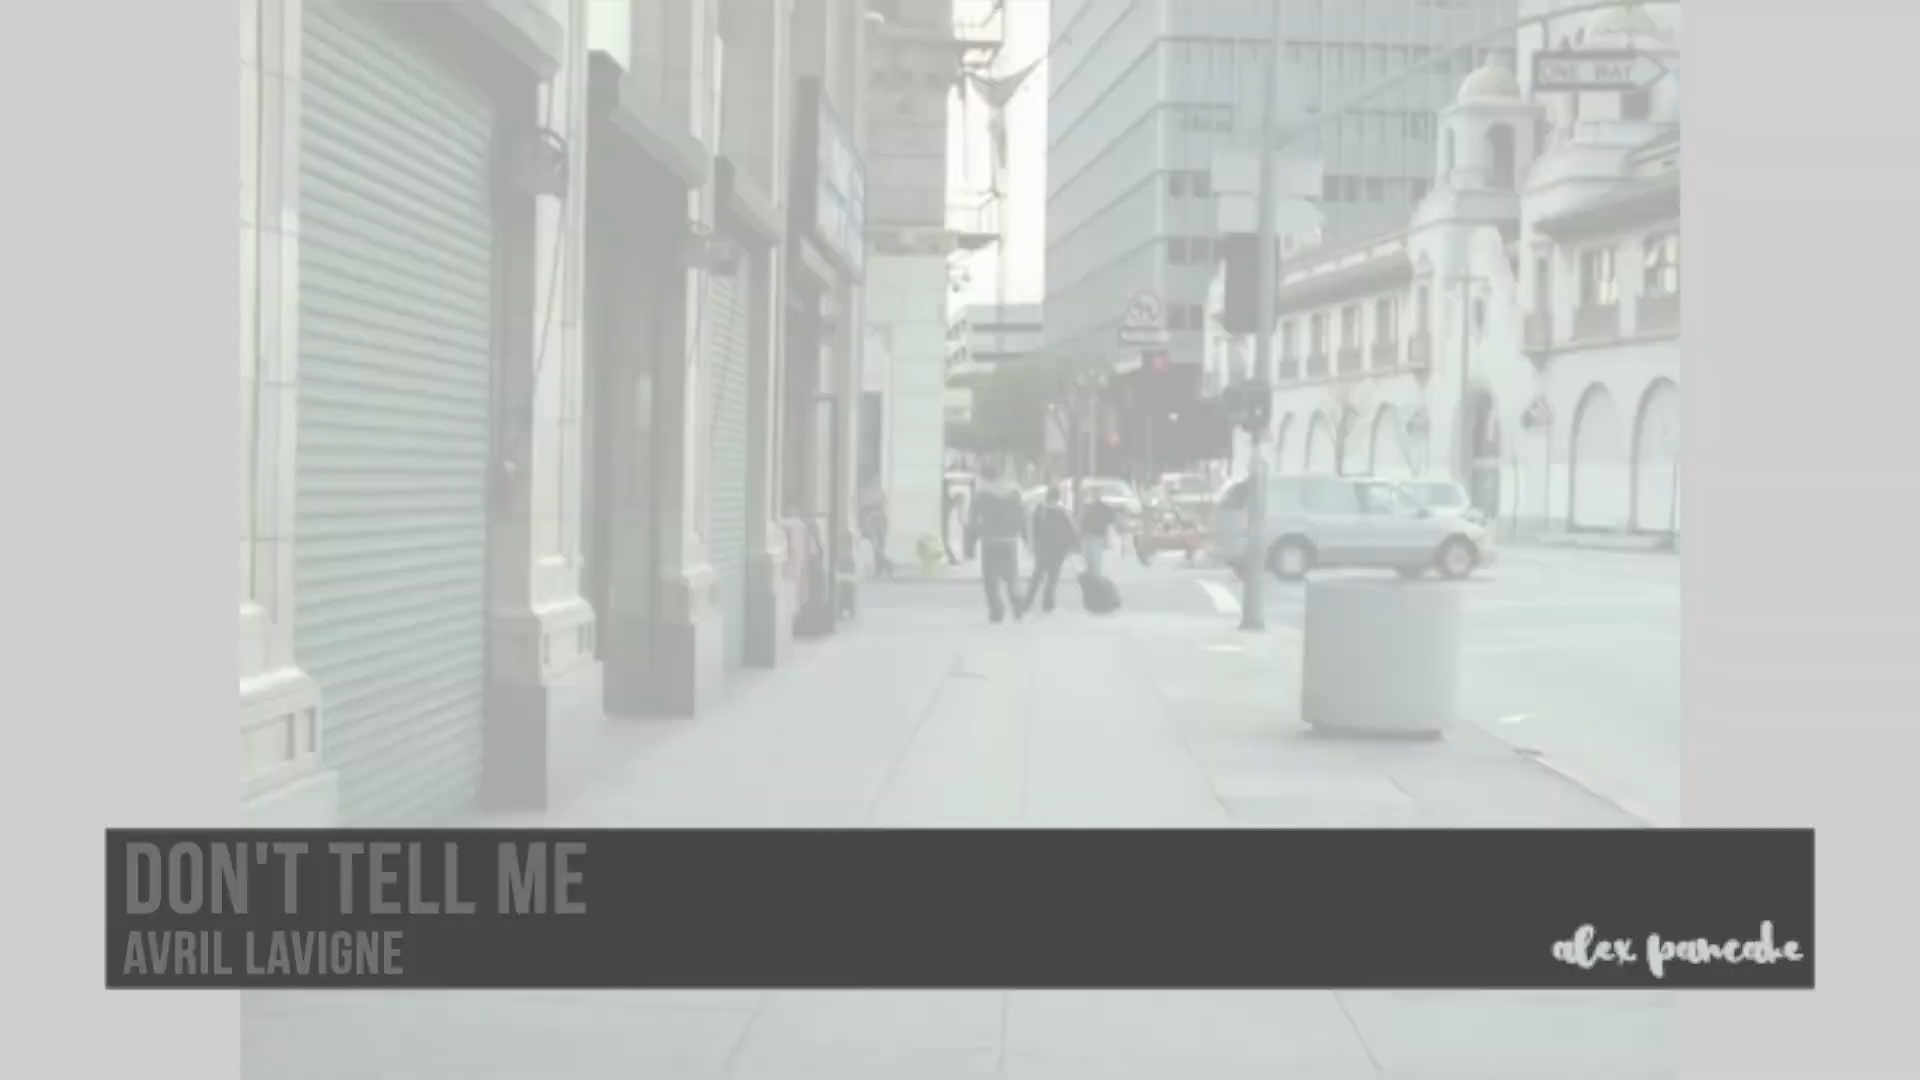 ONE WAY
DON'T TELL ME
AVRIL LAVIGNE
alex pancake